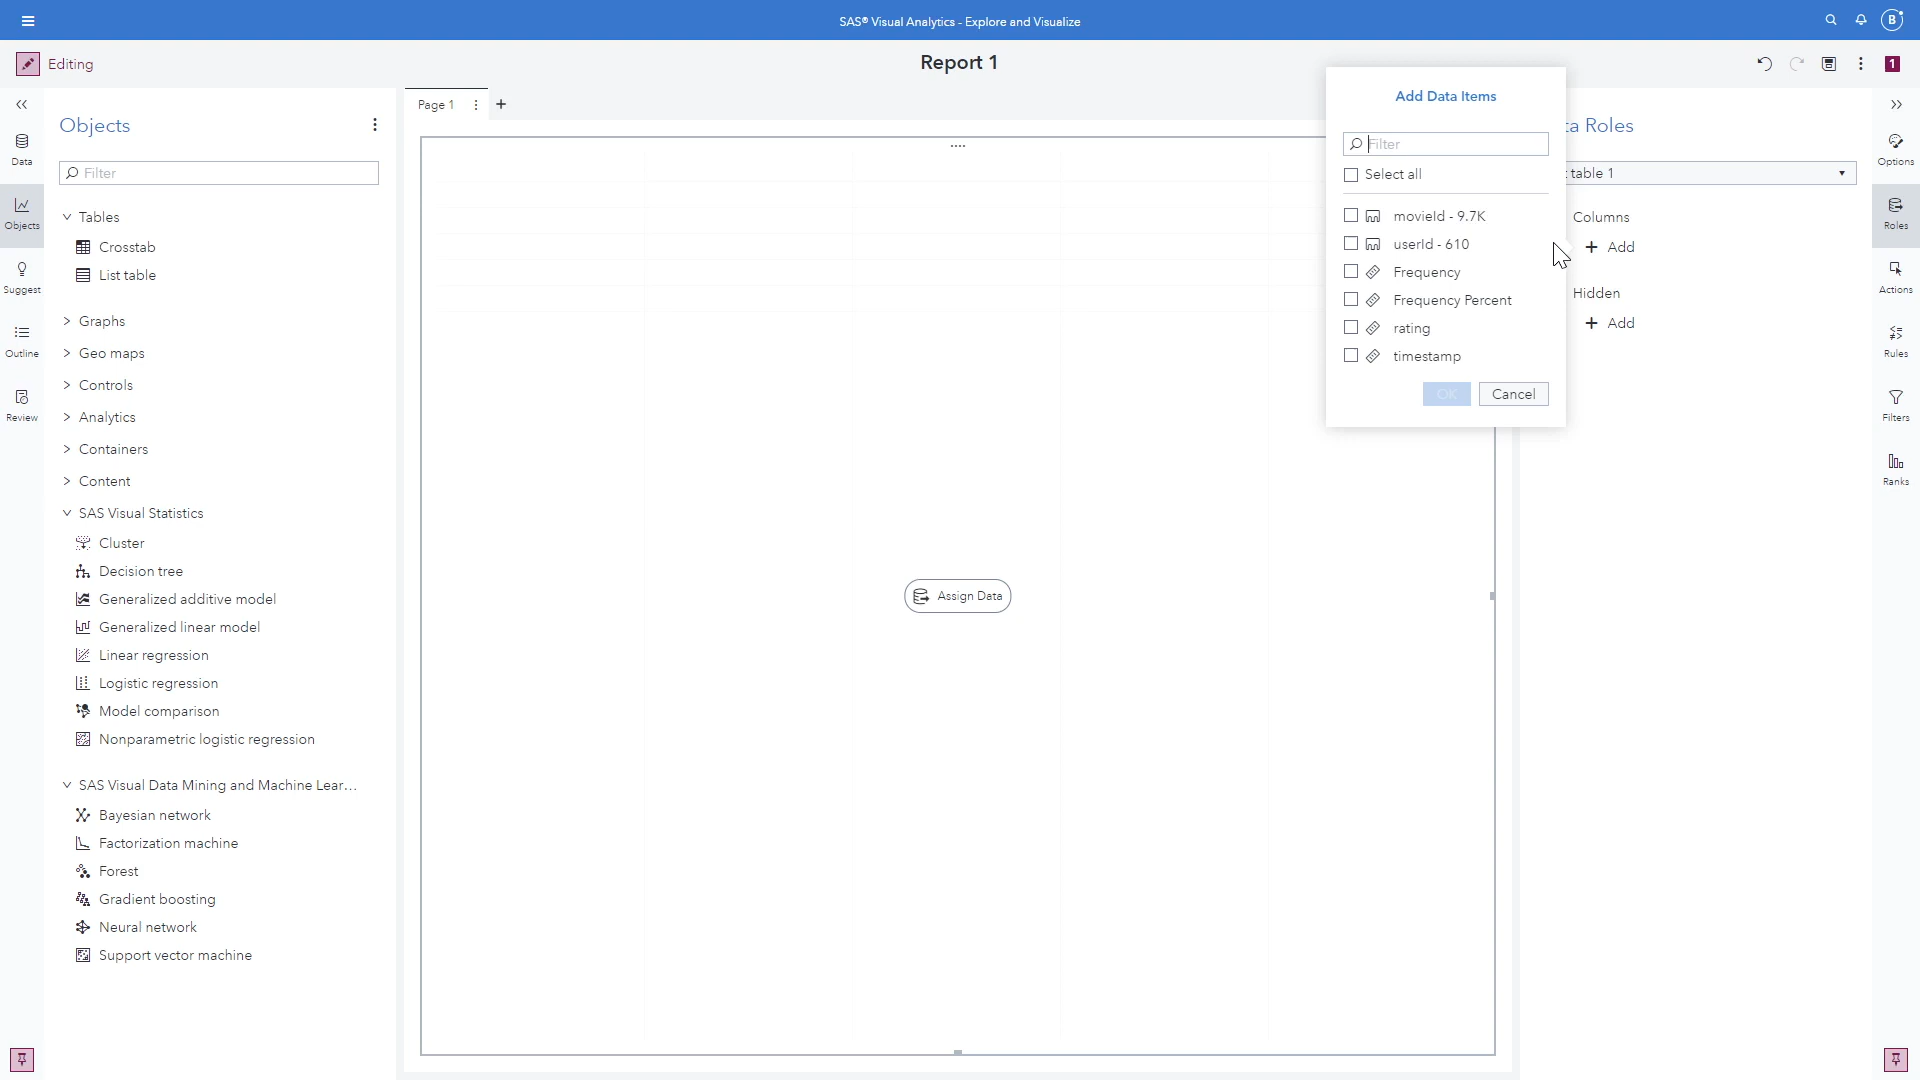 SAS® Visual Analytics - Explore and Visualize
B
Editing
Report 1
1
Data
Objects
Suggest
Outline
Review
Objects
Filter
Tables
Crosstab
List table
Graphs
Geo maps
Controls
Analytics
Containers
Content
SAS Visual Statistics
Cluster
Decision tree
Generalized additive model
Generalized linear model
Linear regression
Logistic regression
Model comparison
Nonparametric logistic regression
SAS Visual Data Mining and Machine Lear...
Bayesian network
Factorization machine
Forest
Gradient boosting
Neural network
Support vector machine
Page 1
Assign Data
Add Data Items
Filter
Select all
movieId - 9.7K
userId - 610
Frequency
Frequency Percent
rating
timestamp
OK
Cancel
ta Roles
table 1
Columns
Add
Hidden
Add
Options
Roles
Actions
Rules
Filters
Ranks